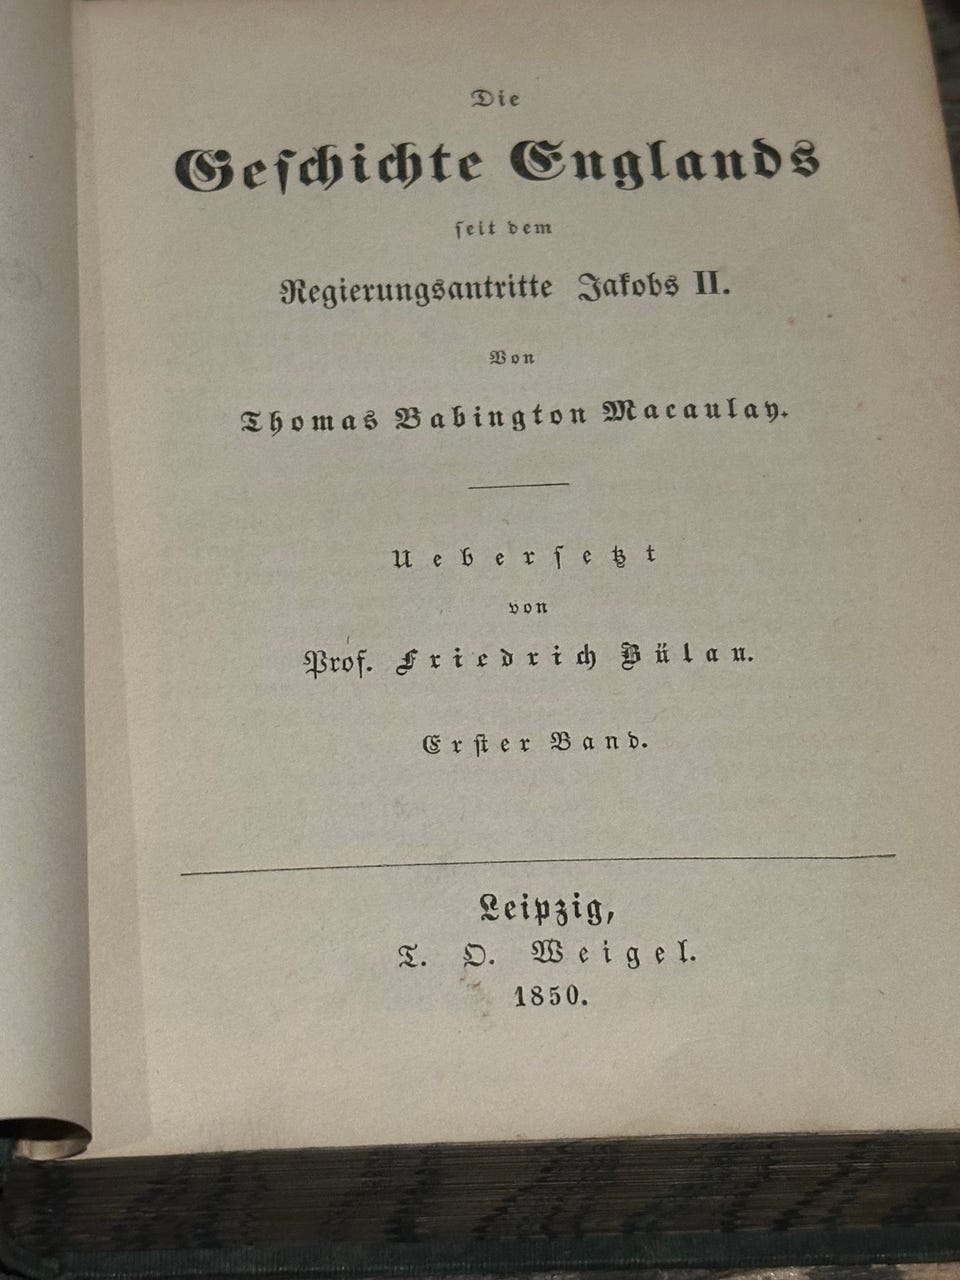 Die
Geschichte Englands
seit dem
Regierungsantritte Jakobs II.
Von
Thomas Babington Macaulay.
Uebersetzt
von
Prof. Friedrich Bülau.
Erster Band.
Leipzig,
T. O. Weigel.
1850.